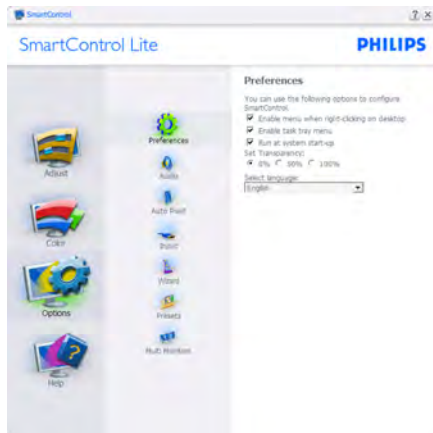 SmartControl
SmartControl Lite
PHILIPS
Adjust
Color
Options
Help
Preferences
Audio
Auto Pivot
Input
Wizard
Presets
Multi Monitors
Preferences
You can use the following options to configure
SmartControl.
Enable menu when right-clicking on desktop
Enable task tray menu
Run at system start-up
Set Transparency:
0% 50% 100%
Select language:
English